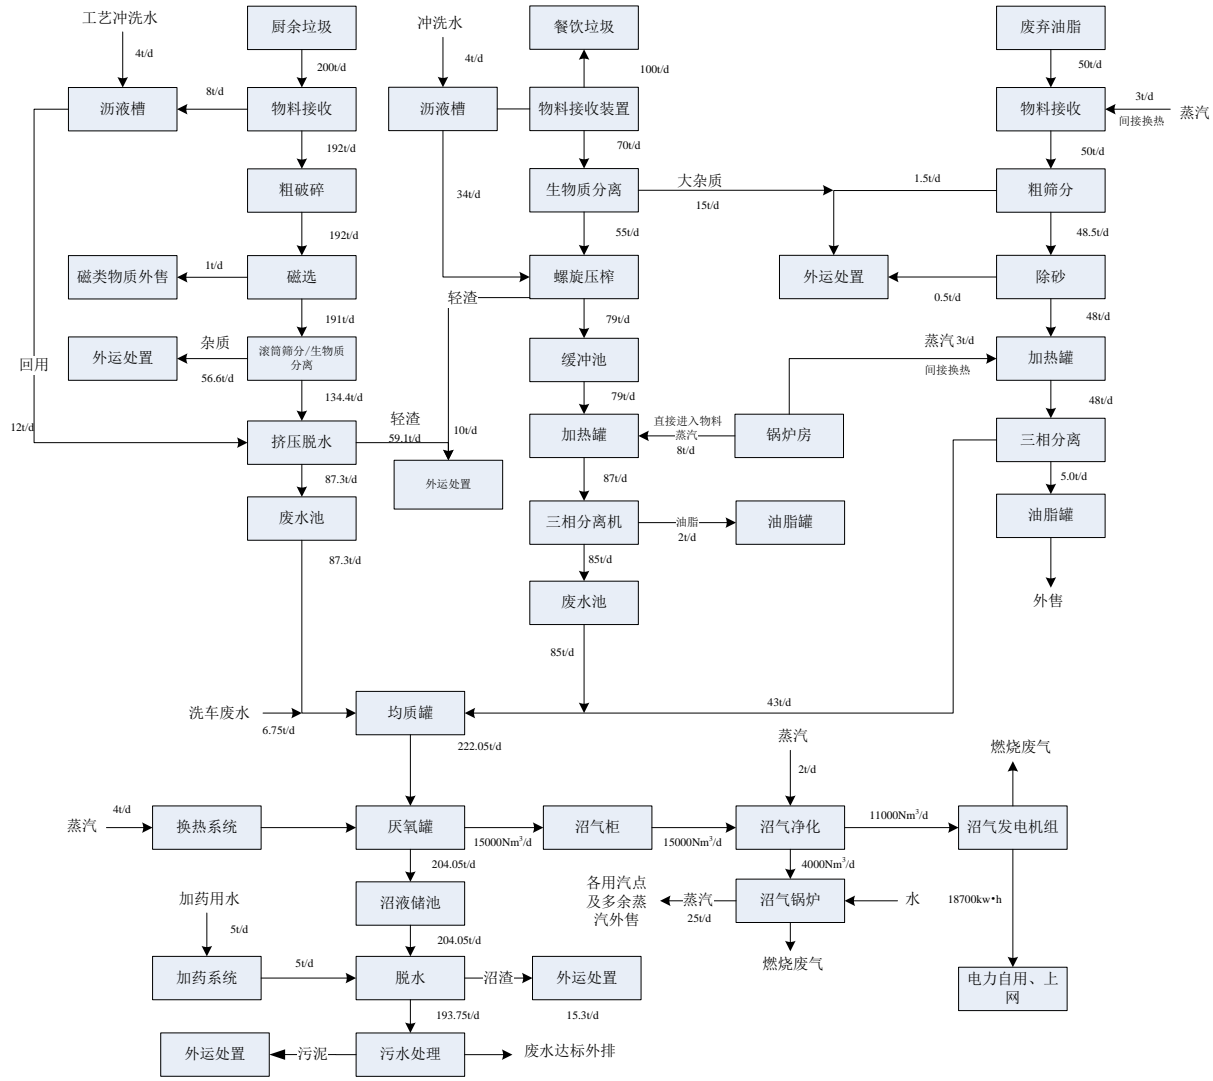 工艺冲洗水
厨余垃圾
冲洗水
餐饮垃圾
废弃油脂
4t/d
200t/d
4t/d
100t/d
50t/d
沥液槽
8t/d
物料接收
沥液槽
物料接收装置
物料接收
3t/d
间接换热
蒸汽
192t/d
70t/d
50t/d
粗破碎
34t/d
生物质分离
大杂质
15t/d
1.5t/d
粗筛分
192t/d
55t/d
48.5t/d
磁类物质外售
1t/d
磁选
螺旋压榨
外运处置
0.5t/d
除砂
轻渣
191t/d
79t/d
48t/d
外运处置
杂质
56.6t/d
滚筒筛分/生物质
分离
缓冲池
蒸汽 3t/d
间接换热
加热罐
回用
134.4t/d
79t/d
48t/d
12t/d
挤压脱水
轻渣
59.1t/d
10t/d
加热罐
直接进入物料
蒸汽
8t/d
锅炉房
三相分离
87.3t/d
外运处置
87t/d
5.0t/d
废水池
三相分离机
油脂
2t/d
油脂罐
油脂罐
87.3t/d
85t/d
废水池
外售
85t/d
洗车废水
6.75t/d
均质罐
43t/d
222.05t/d
蒸汽
2t/d
燃烧废气
蒸汽
4t/d
换热系统
厌氧罐
15000Nm³/d
沼气柜
15000Nm³/d
沼气净化
11000Nm³/d
沼气发电机组
204.05t/d
4000Nm³/d
沼液储池
各用汽点
及多余蒸
汽外售
蒸汽
25t/d
沼气锅炉
水
18700kw•h
加药用水
5t/d
204.05t/d
燃烧废气
加药系统
5t/d
脱水
沼渣
外运处置
15.3t/d
电力自用、上
网
193.75t/d
外运处置
污泥
污水处理
废水达标外排